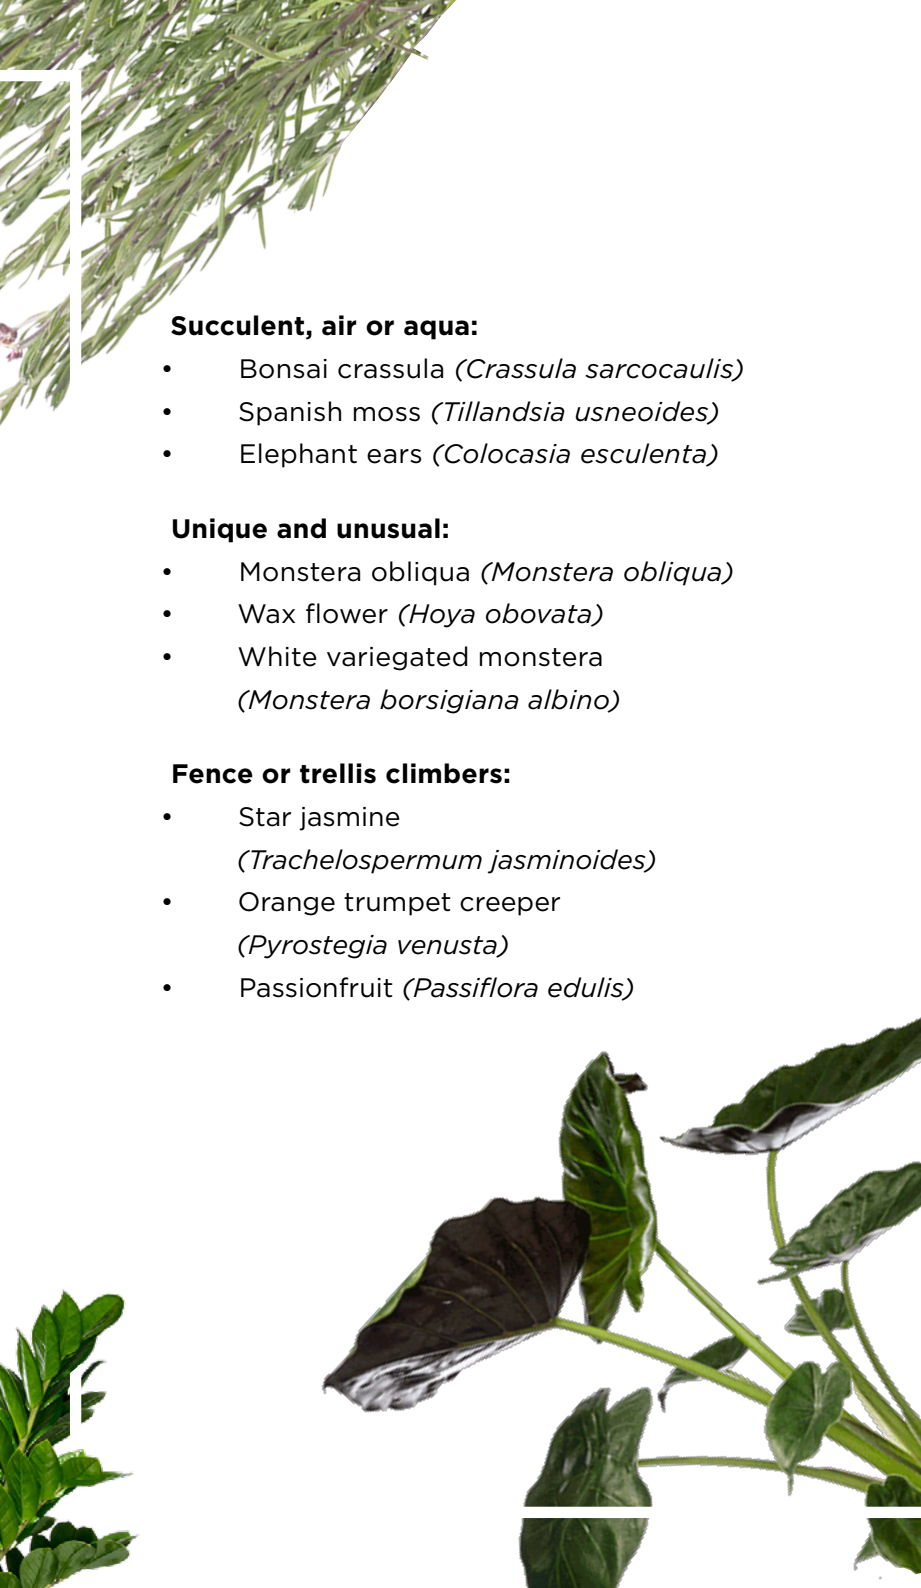 Succulent, air or aqua:
• Bonsai crassula (Crassula sarcocaulis)
• Spanish moss (Tillandsia usneoides)
• Elephant ears (Colocasia esculenta)
Unique and unusual:
• Monstera obliqua (Monstera obliqua)
• Wax flower (Hoya obovata)
• White variegated monstera
(Monstera borsigiana albino)
Fence or trellis climbers:
• Star jasmine
(Trachelospermum jasminoides)
• Orange trumpet creeper
(Pyrostegia venusta)
• Passionfruit (Passiflora edulis)